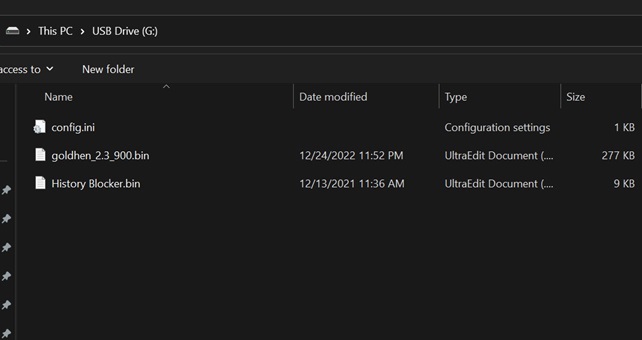 This PC > USB Drive (G:)
access to New folder
Name Date modified Type Size
config.ini Configuration settings 1 KB
goldhen_2.3_900.bin 12/24/2022 11:52 PM UltraEdit Document (.... 277 KB
History Blocker.bin 12/13/2021 11:36 AM UltraEdit Document (.... 9 KB